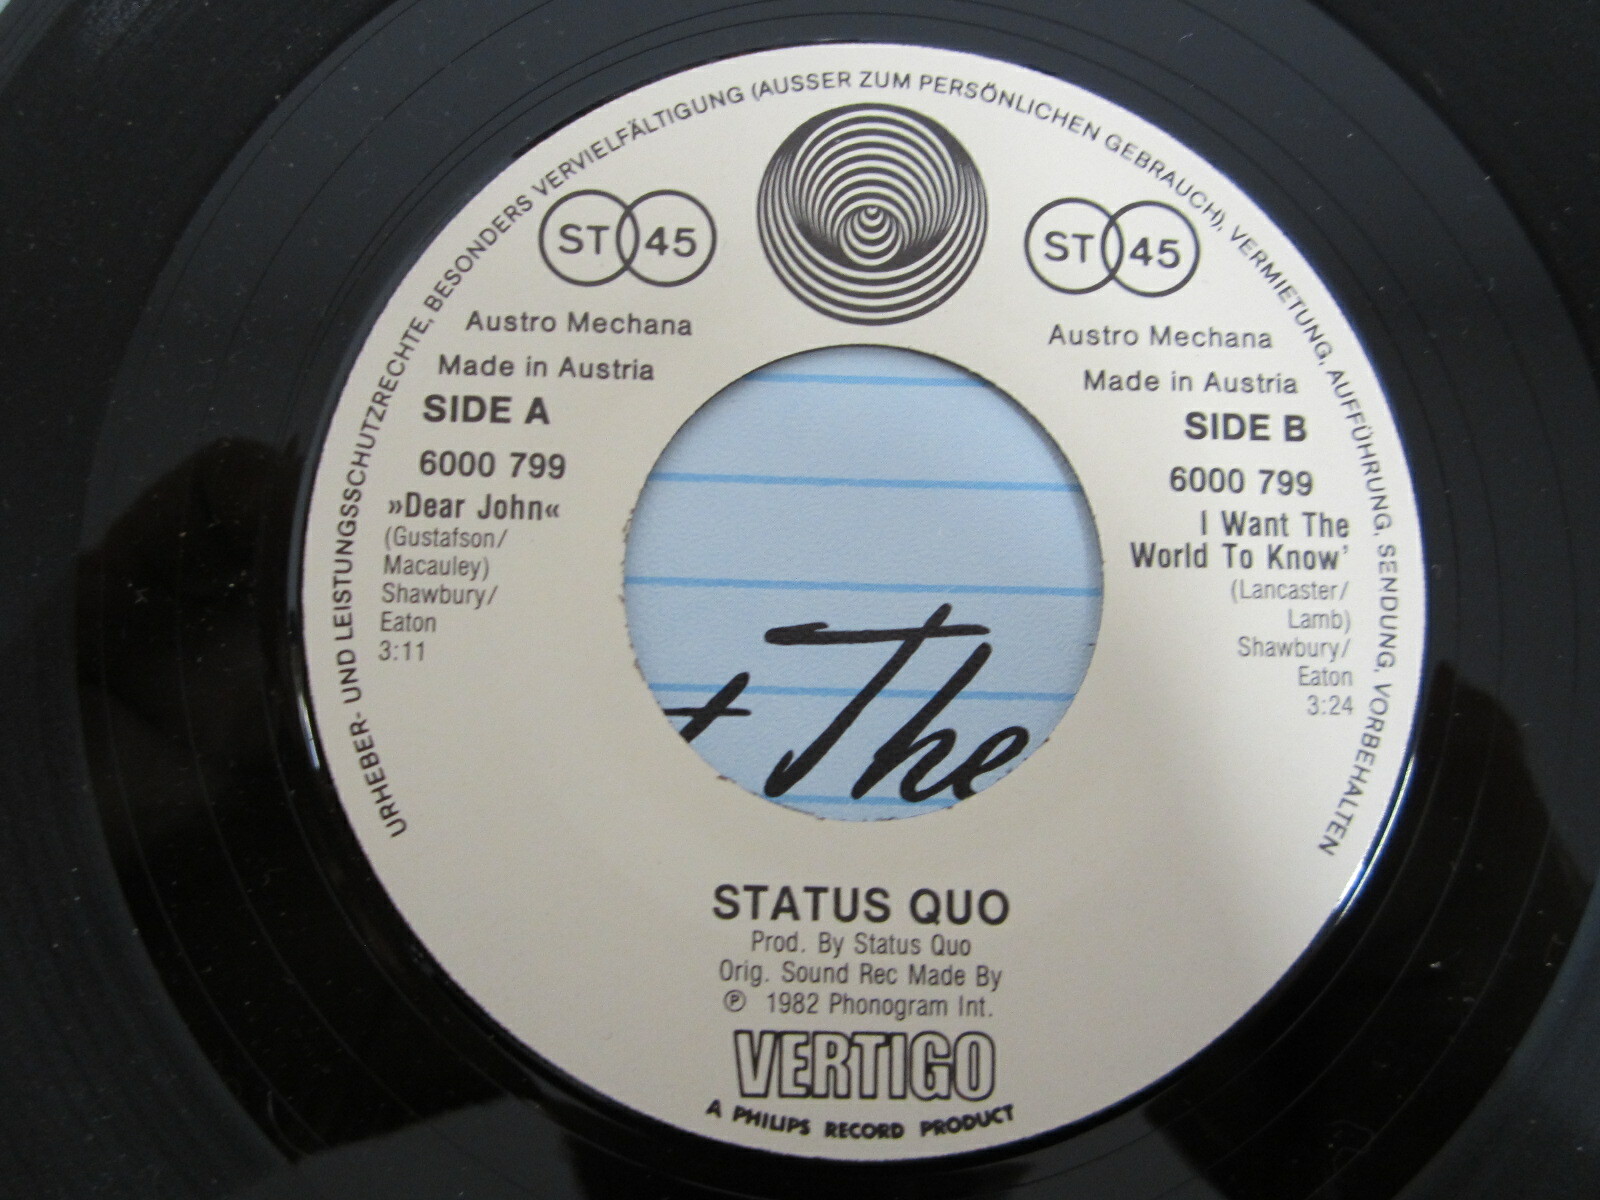 URHEBER- UND LEISTUNGSSCHUTZRECHTE, BESONDERS VERVIELFÄLTIGUNG (AUSSER ZUM PERSÖNLICHEN GEBRAUCH), VERMIETUNG, AUFFÜHRUNG, SENDUNG, VORBEHALTEN
ST 45
Austro Mechana
Made in Austria
SIDE A
6000 799
»Dear John«
(Gustafson/
Macauley)
Shawbury/
Eaton
3:11
ST 45
Austro Mechana
Made in Austria
SIDE B
6000 799
I Want The
World To Know'
(Lancaster/
Lamb)
Shawbury/
Eaton
3:24
The
STATUS QUO
Prod. By Status Quo
Orig. Sound Rec Made By
℗ 1982 Phonogram Int.
VERTIGO
A PHILIPS RECORD PRODUCT